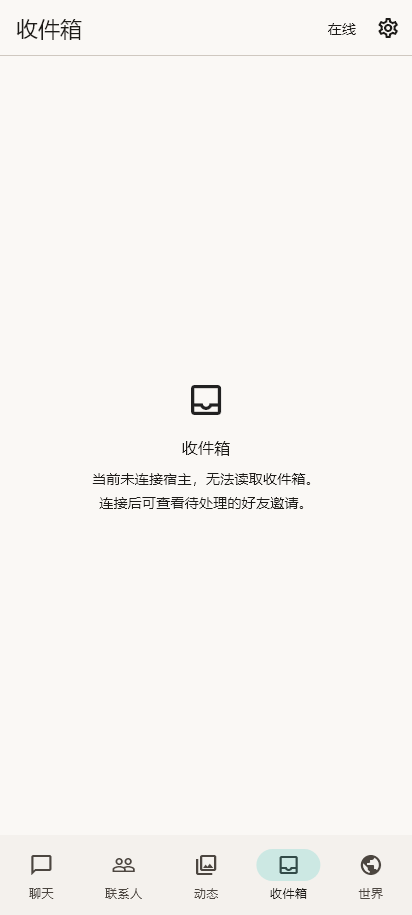 收件箱
在线
收件箱
当前未连接宿主，无法读取收件箱。
连接后可查看待处理的好友邀请。
聊天
联系人
动态
收件箱
世界